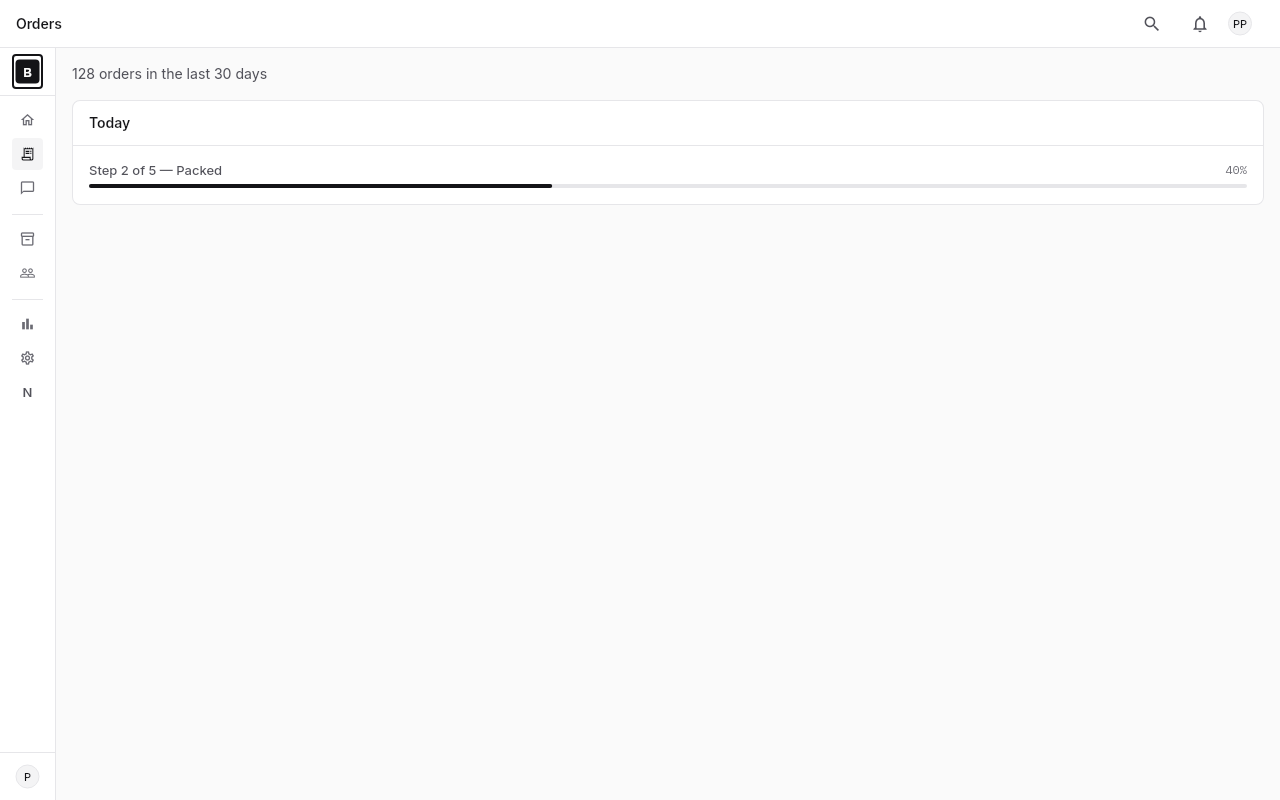 Orders
PP
B
128 orders in the last 30 days
Today
Step 2 of 5 — Packed
40%
N
P